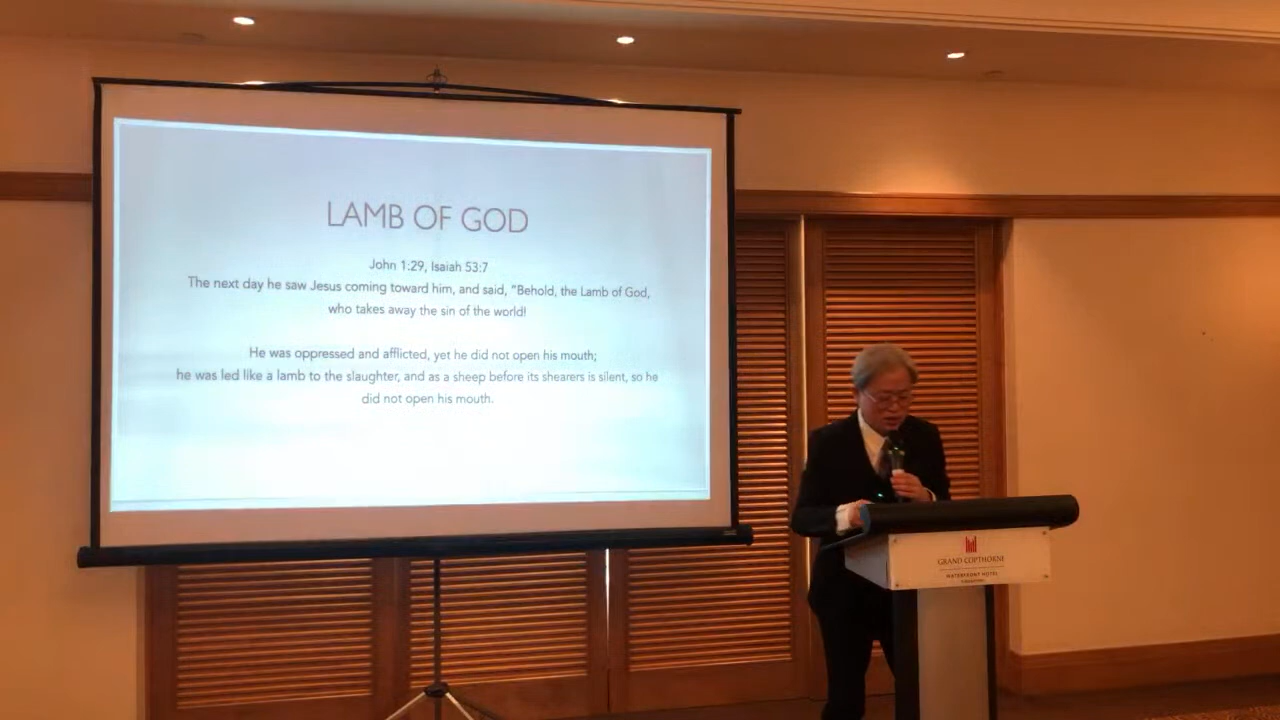 LAMB OF GOD
John 1:29, Isaiah 53:7
The next day he saw Jesus coming toward him, and said, "Behold, the Lamb of God,
who takes away the sin of the world!
He was oppressed and afflicted, yet he did not open his mouth;
he was led like a lamb to the slaughter, and as a sheep before its shearers is silent, so he
did not open his mouth.
GRAND COPTHORNE
WATERFRONT HOTEL